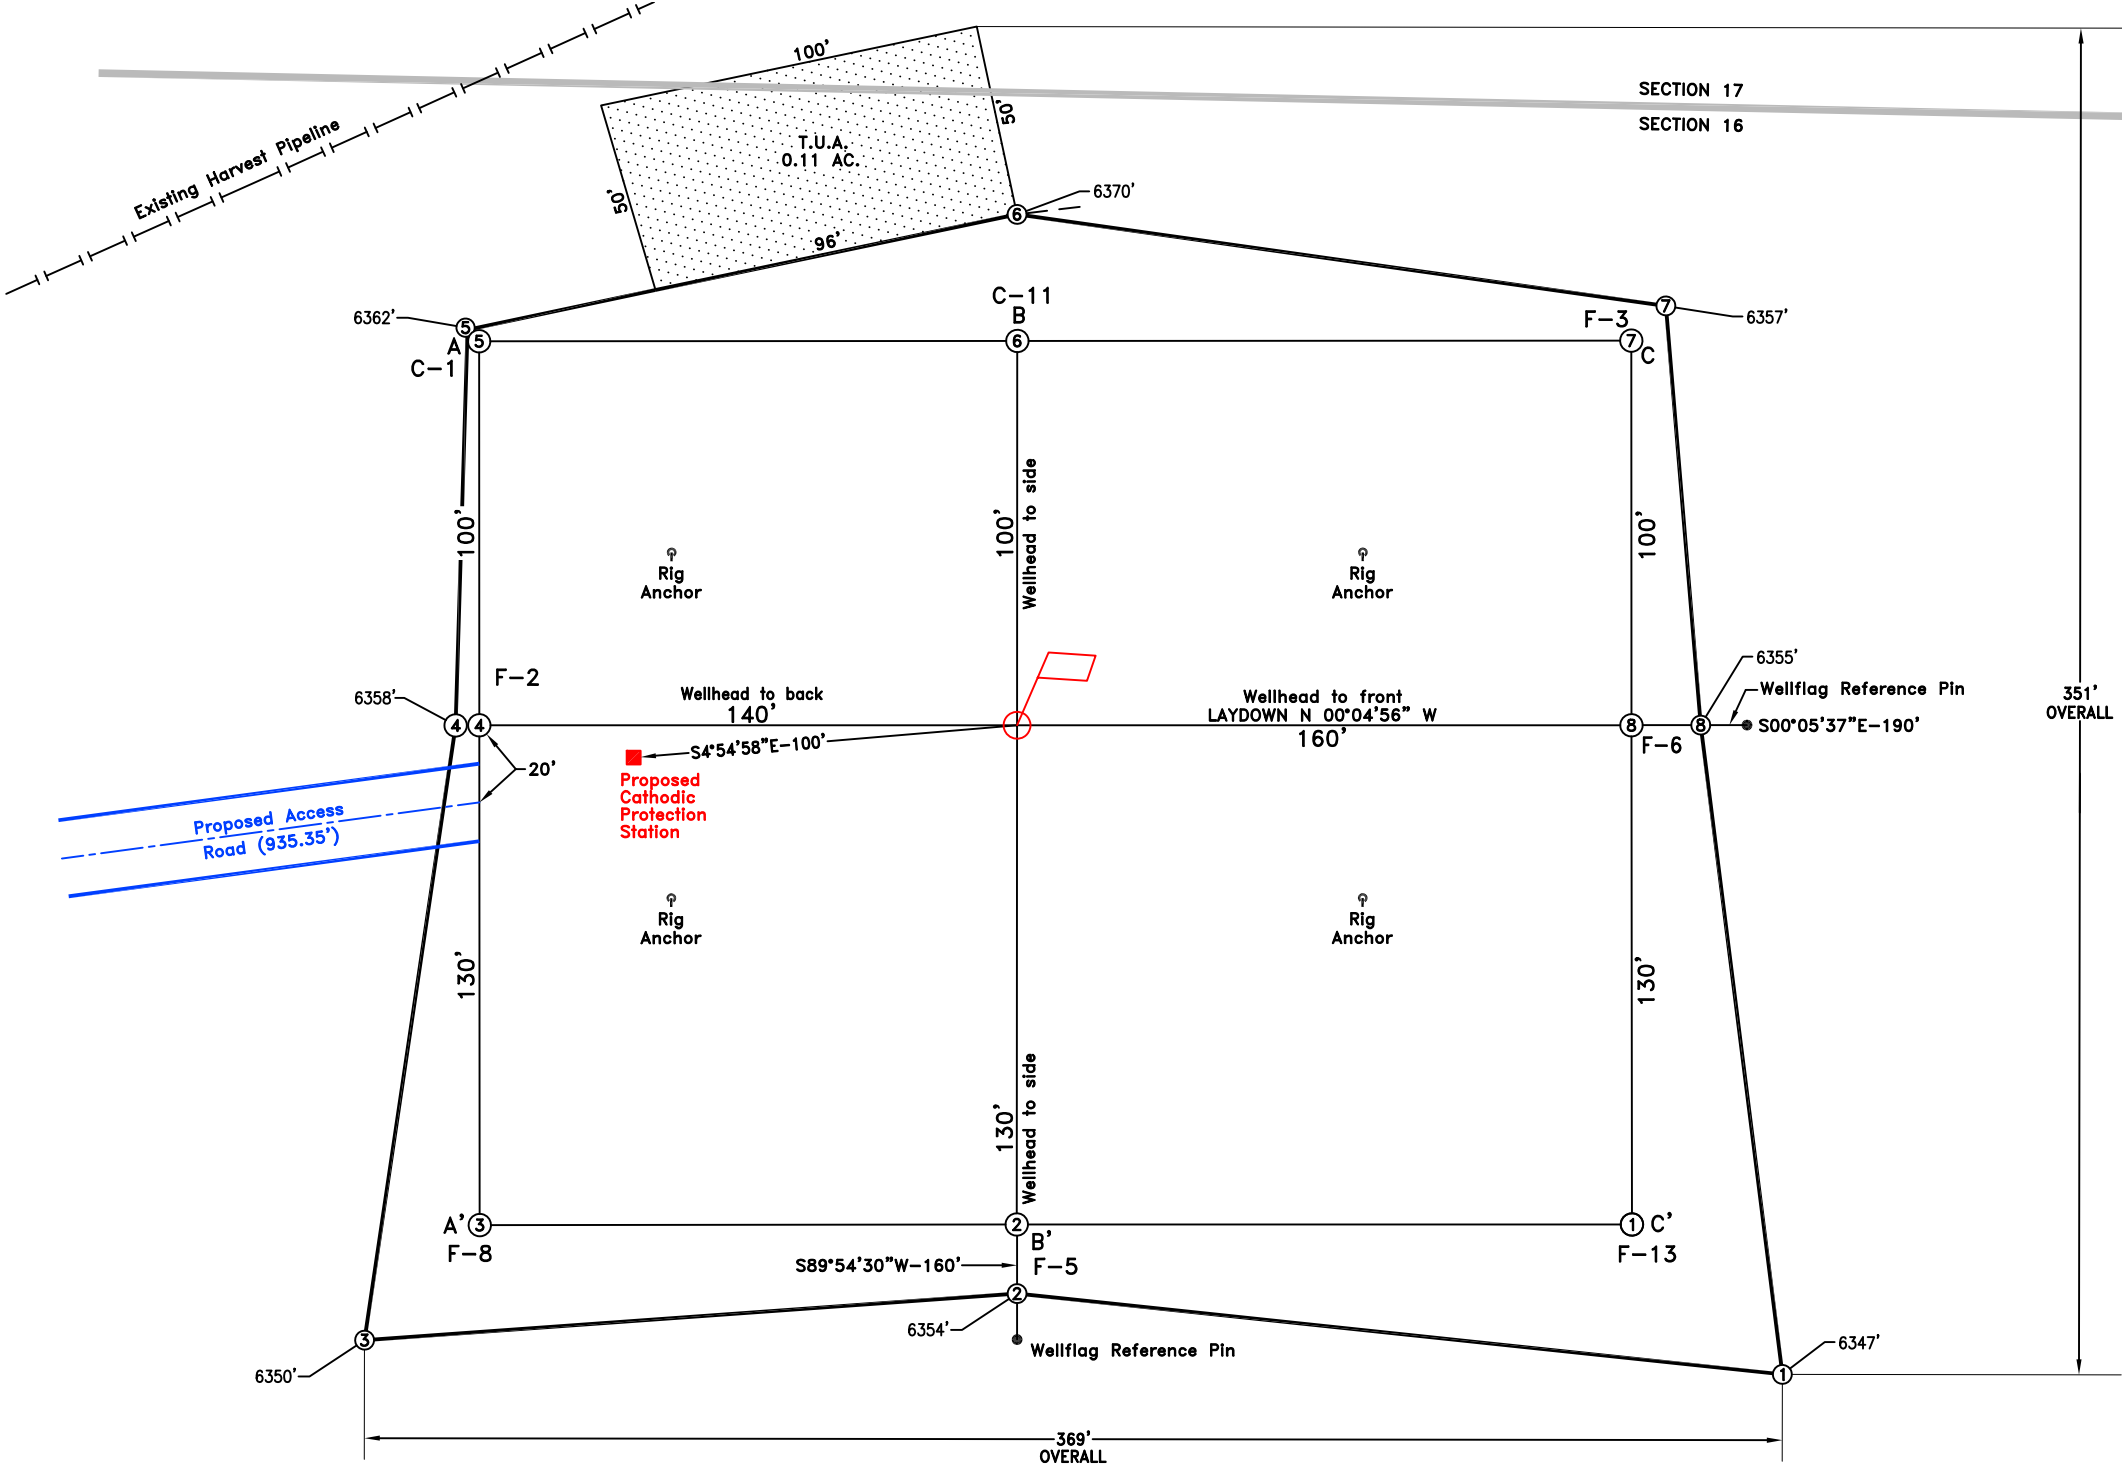 100'
SECTION 17
SECTION 16
50'
Existing Harvest Pipeline
T.U.A.
0.11 AC.
50'
96'
6
6370'
6362'
5
7
6357'
C-11
B
F-3
A
5
6
7
C
C-1
100'
100'
Wellhead to side
100'
Rig
Anchor
Rig
Anchor
F-2
6358'
Wellhead to back
140'
Wellhead to front
LAYDOWN N 00°04'56" W
160'
6355'
Wellflag Reference Pin
S00°05'37"E-190'
351'
OVERALL
4
4
8
8
F-6
S4°54'58"E-100'
20'
Proposed
Cathodic
Protection
Station
Proposed Access
Road (935.35')
Rig
Anchor
Rig
Anchor
130'
130'
Wellhead to side
130'
A'
3
2
1
C'
F-8
B'
F-5
F-13
S89°54'30"W-160'
2
6354'
3
6350'
Wellflag Reference Pin
6347'
1
369'
OVERALL